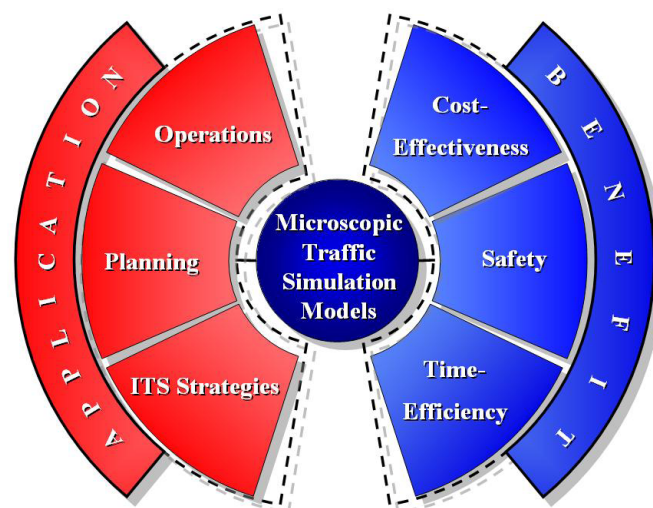 APPLICATION
Operations
Planning
ITS Strategies
Microscopic
Traffic
Simulation
Models
Cost-
Effectiveness
Safety
Time-
Efficiency
BENEFIT